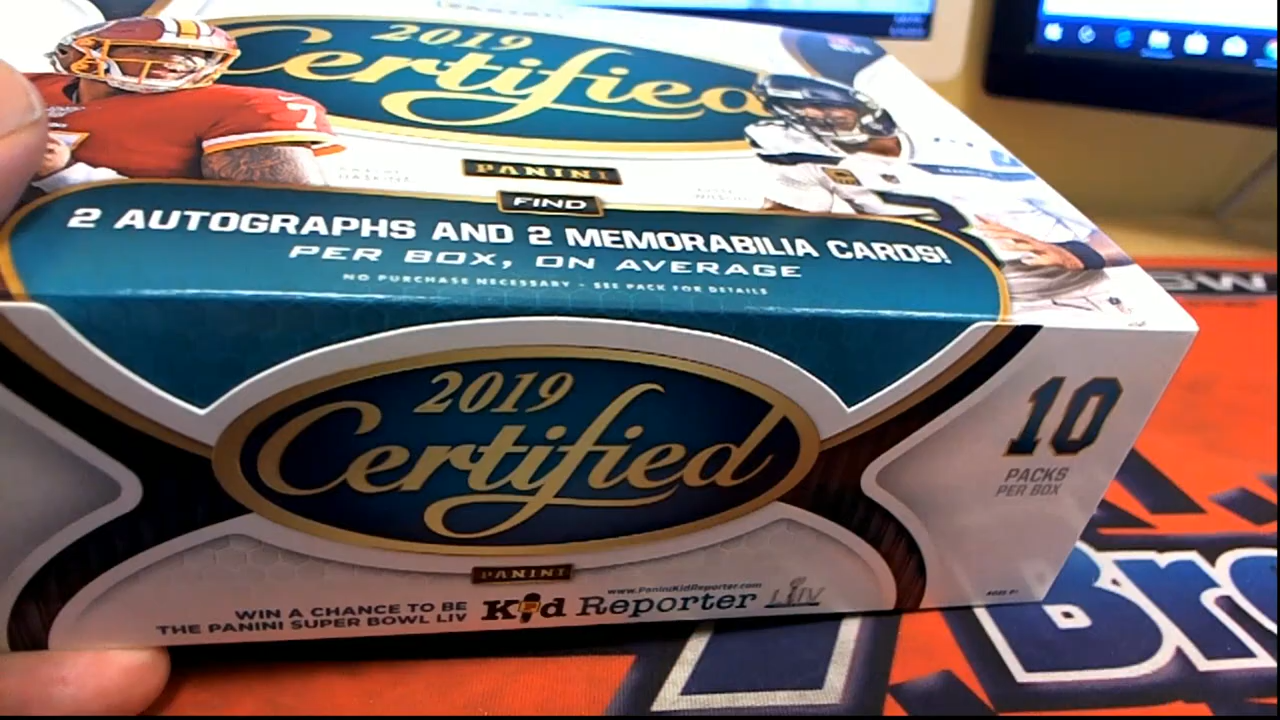 2019
Certified
PANINI
7
FIND
2 AUTOGRAPHS AND 2 MEMORABILIA CARDS!
PER BOX, ON AVERAGE
NO PURCHASE NECESSARY - SEE PACK FOR DETAILS
2019
Certified
10
PACKS
PER BOX
PANINI
www.PaniniKidReporter.com
WIN A CHANCE TO BE
THE PANINI SUPER BOWL LIV
Kid Reporter
LIV
Bro